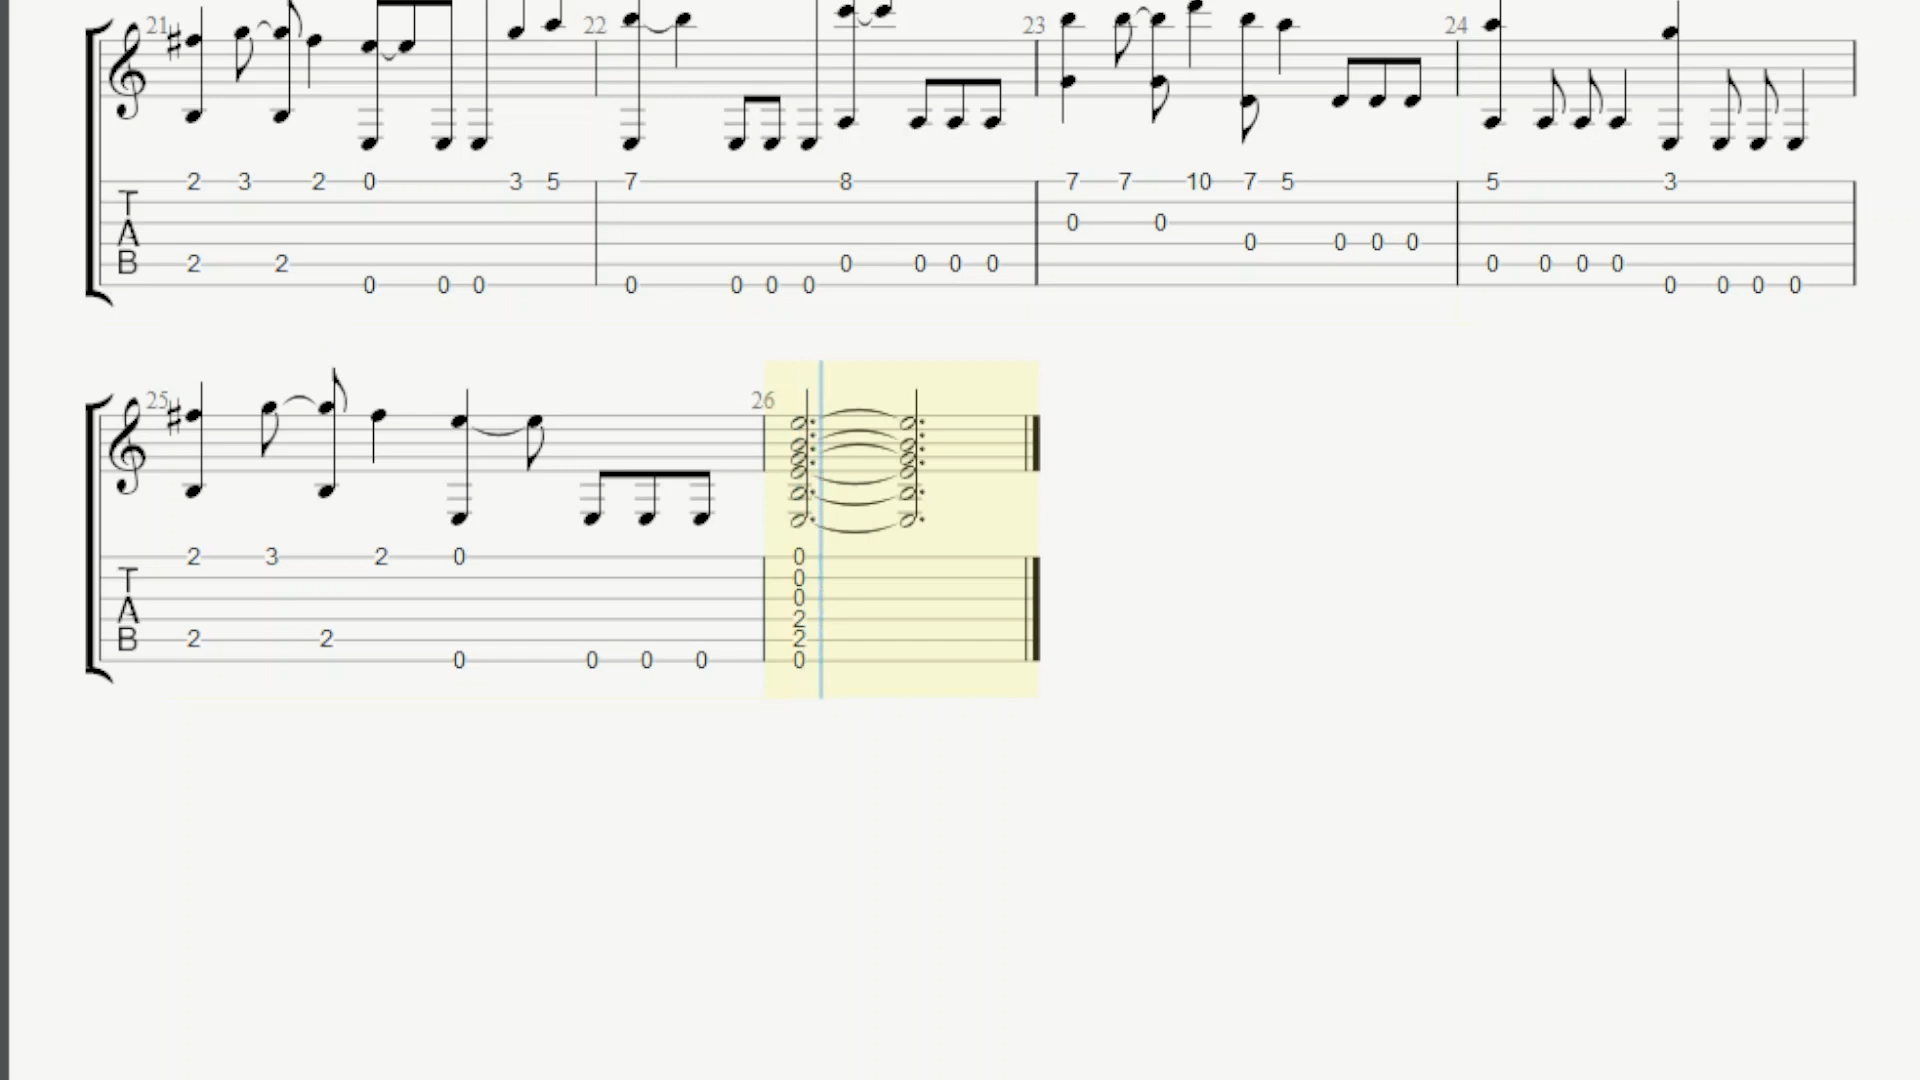 21 22 23 24
2 3 2 0 3 5 7 8 7 7 10 7 5 5 3
T
0 0
A 0 0 0 0
B 2 2 0 0 0 0 0 0 0 0
0 0 0 0 0 0 0 0 0 0 0
25 26
2 3 2 0 0
T 0
0
A 2
B 2 2 2
0 0 0 0 0